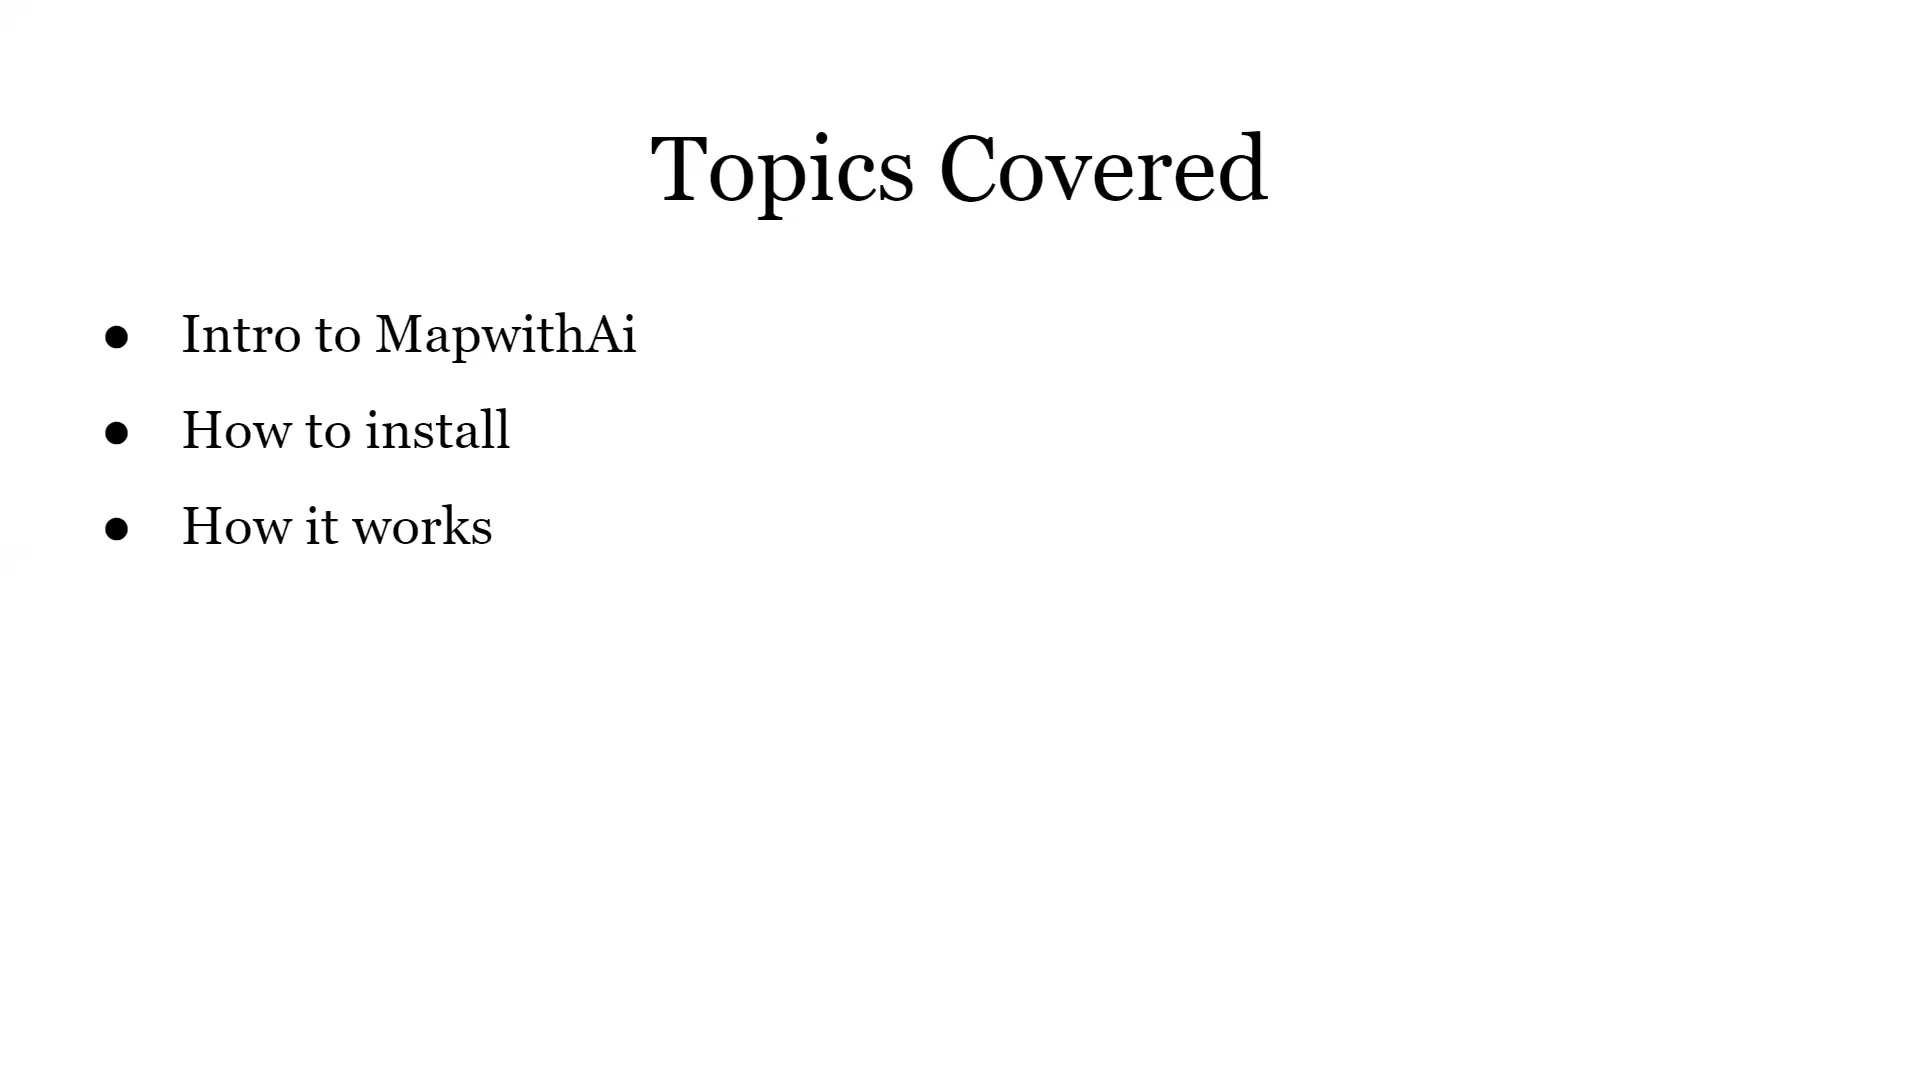 Topics Covered
● Intro to MapwithAi
● How to install
● How it works